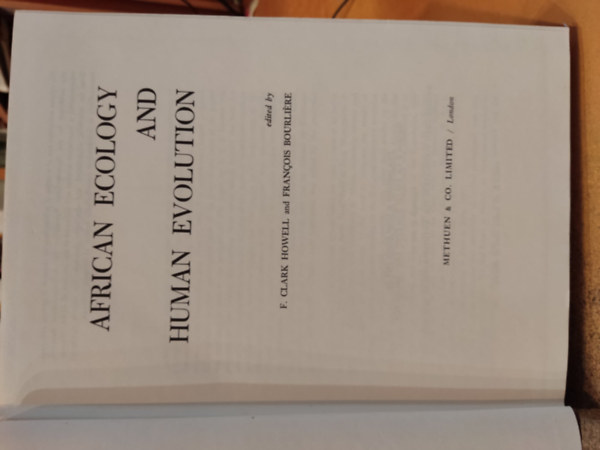 AFRICAN ECOLOGY
AND
HUMAN EVOLUTION
edited by
F. CLARK HOWELL and FRANÇOIS BOURLIÈRE
METHUEN & CO. LIMITED / London